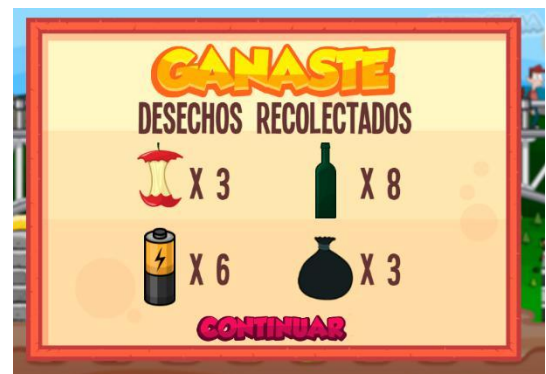 GANASTE
DESECHOS RECOLECTADOS
X 3 X 8
X 6 X 3
CONTINUAR